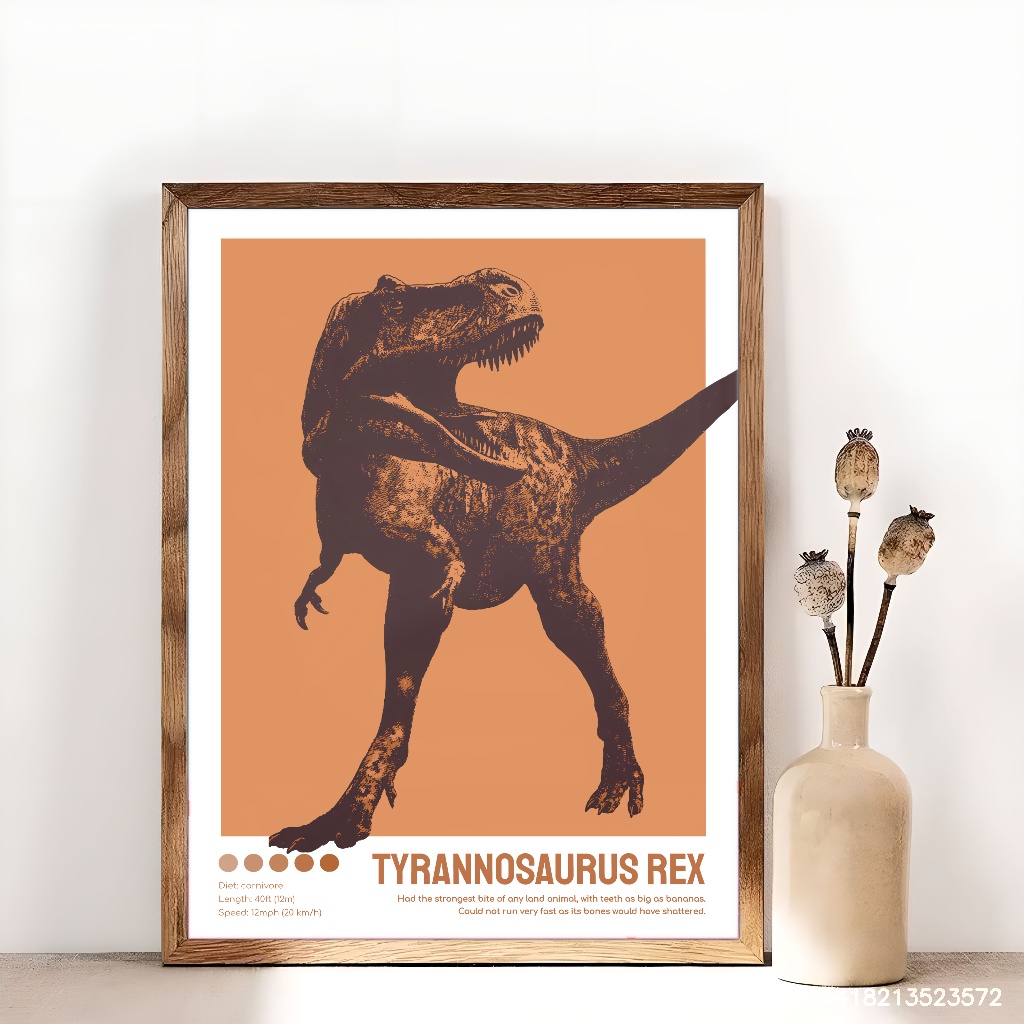 TYRANNOSAURUS REX
Diet: carnivore
Length: 40ft (12m)
Speed: 12mph (20 km/h)
Had the strongest bite of any land animal, with teeth as big as bananas.
Could not run very fast as its bones would have shattered.
18213523572